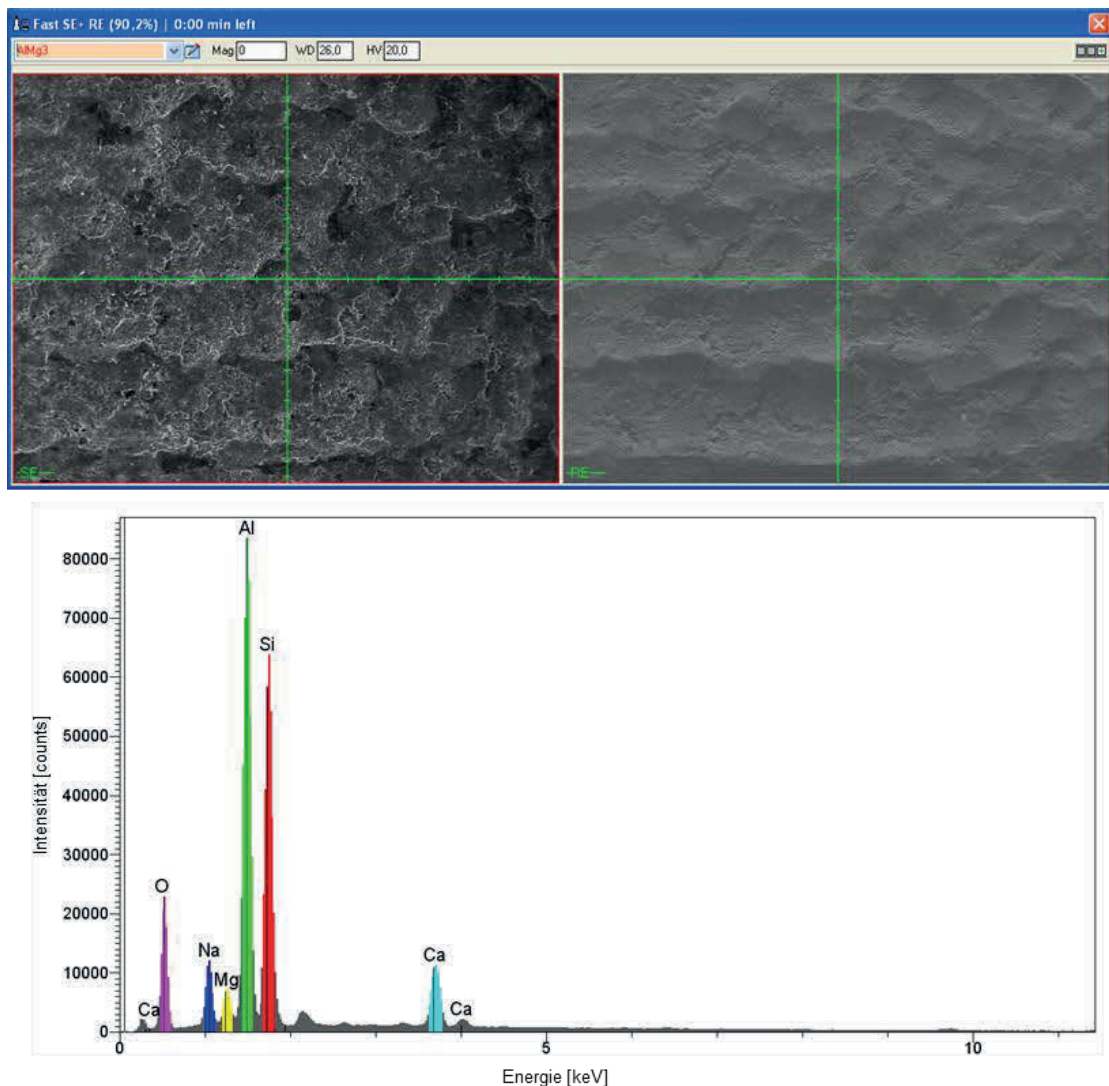 Fast SE+ RE (90,2%) | 0:00 min left
AlMg3 Mag 0 WD 26,0 HV 20,0
SE
RE
Al
80000
70000
Si
60000
50000
Intensität [counts]
40000
30000
O
20000
Na
Ca
10000
Mg
Ca
Ca
0
0 5 10
Energie [keV]